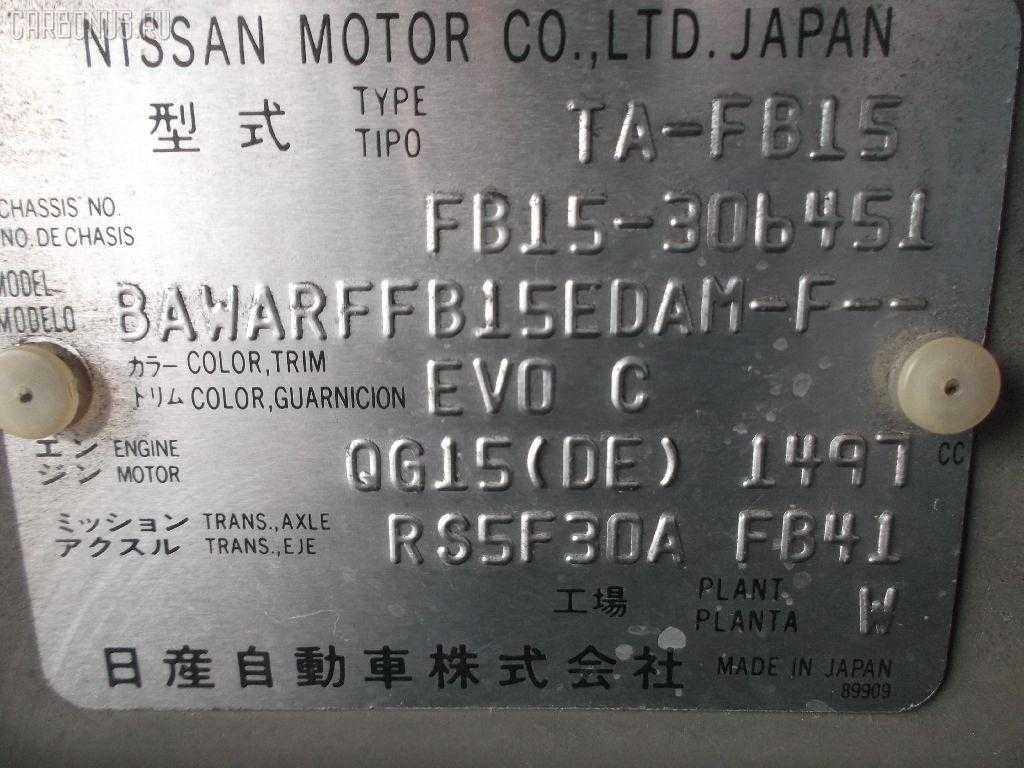 CARBONUS.RU
NISSAN MOTOR CO.,LTD. JAPAN
型式 TYPE TIPO TA-FB15
CHASSIS NO. NO. DE CHASIS FB15-306451
MODEL MODELO BAWARFFB15EDAM-F---
カラー COLOR,TRIM
トリム COLOR,GUARNICION EV0 C
エンジン ENGINE MOTOR QG15(DE) 1497 CC
ミッション TRANS.,AXLE
アクスル TRANS.,EJE RS5F30A FB41
工場 PLANT PLANTA W
日産自動車株式会社 MADE IN JAPAN
89909